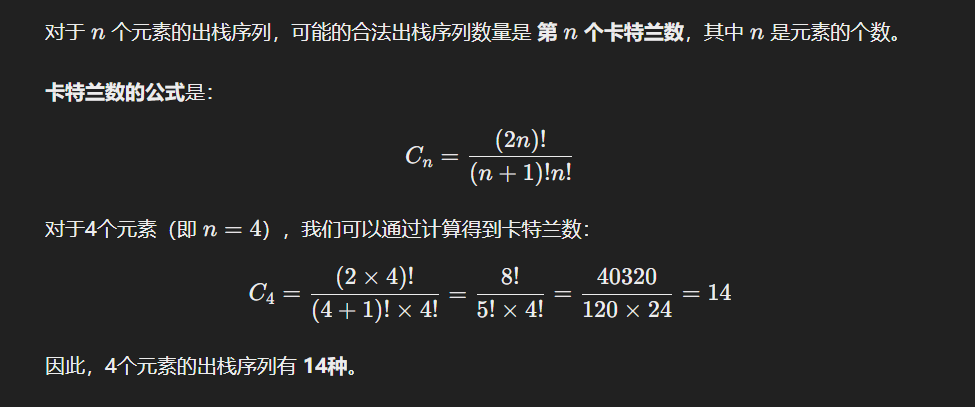 对于 n 个元素的出栈序列，可能的合法出栈序列数量是 第 n 个卡特兰数，其中 n 是元素的个数。
卡特兰数的公式是：
C_n = \frac{(2n)!}{(n+1)!n!}
对于4个元素（即 n = 4），我们可以通过计算得到卡特兰数：
C_4 = \frac{(2 × 4)!}{(4+1)! × 4!} = \frac{8!}{5! × 4!} = \frac{40320}{120 × 24} = 14
因此，4个元素的出栈序列有 14种。